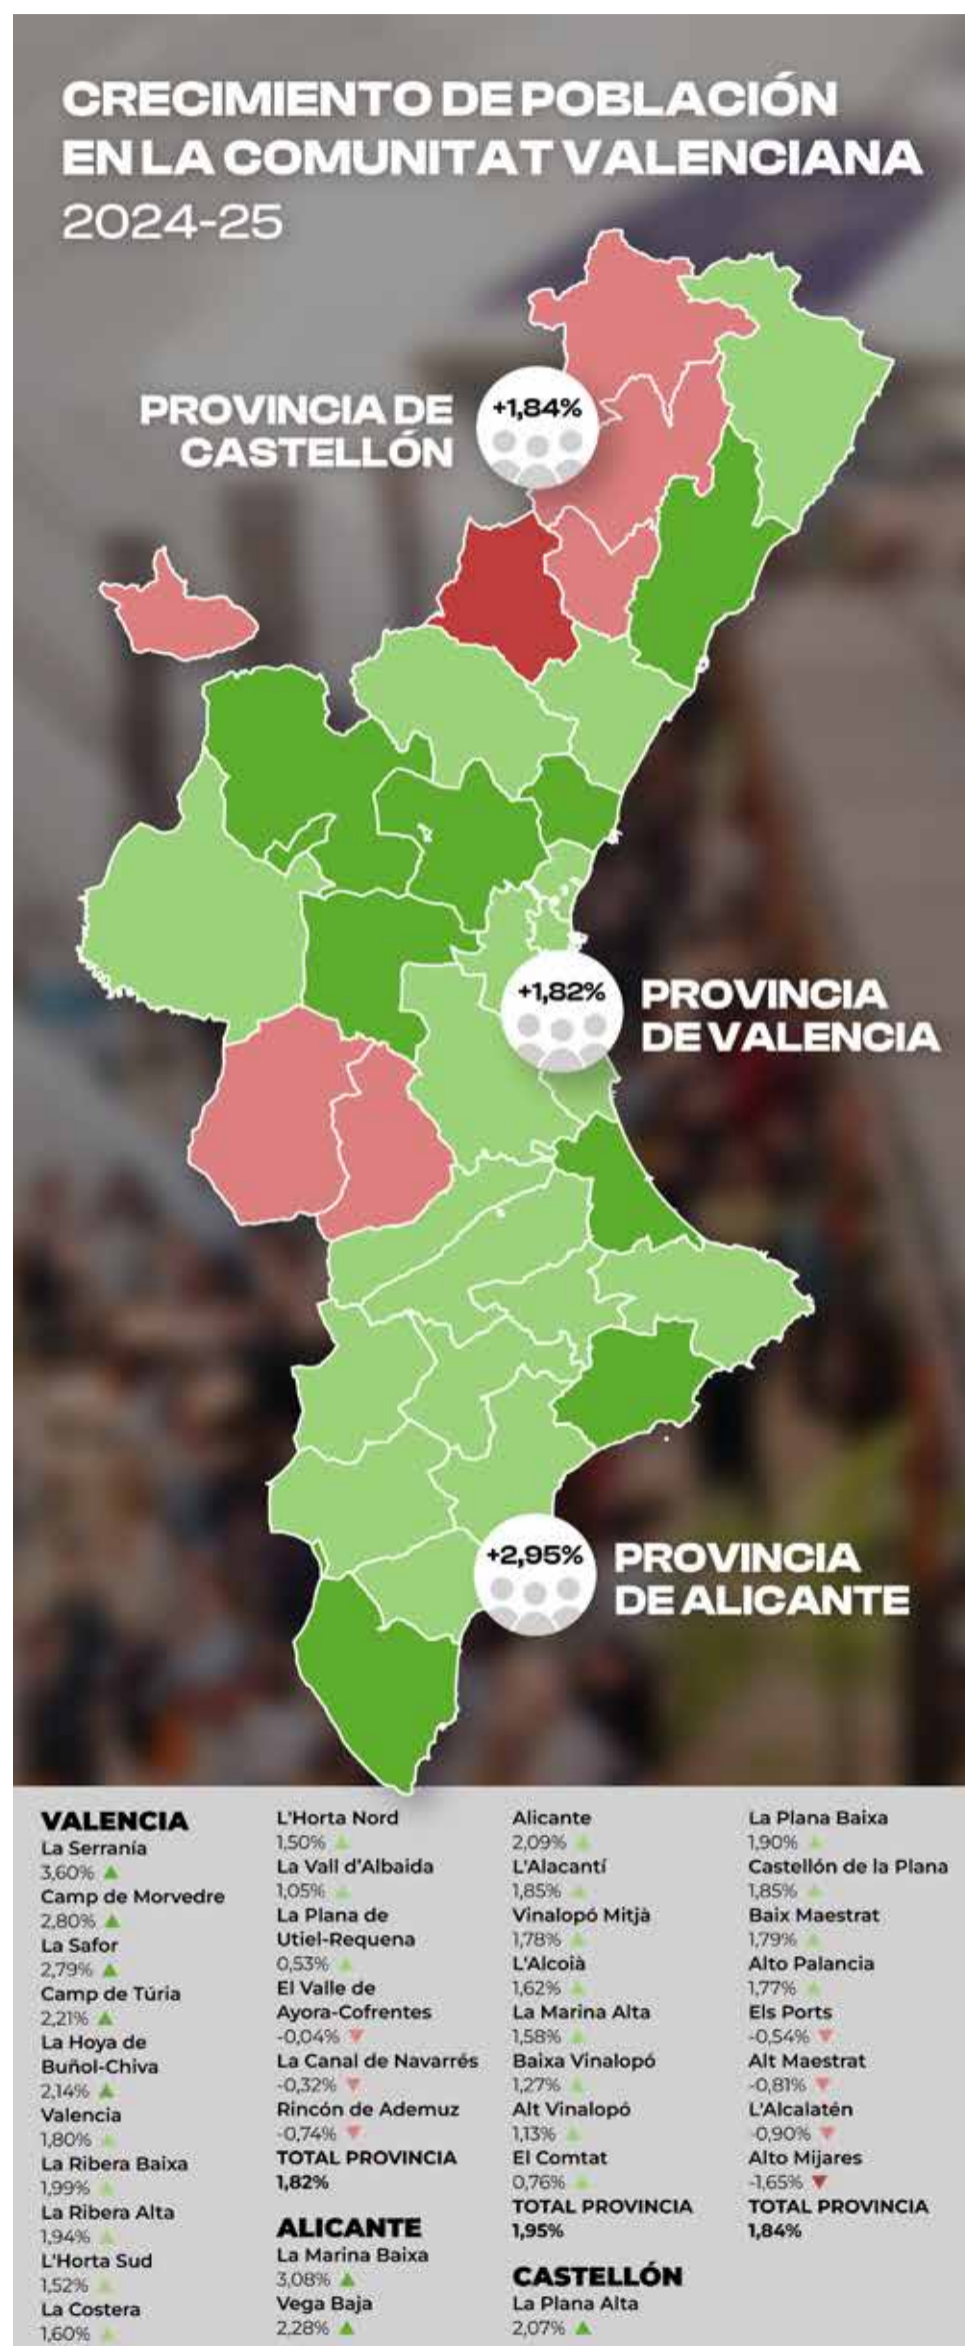 CRECIMIENTO DE POBLACIÓN
EN LA COMUNITAT VALENCIANA
2024-25
PROVINCIA DE
CASTELLÓN
+1,84%
+1,82%
PROVINCIA
DE VALENCIA
+2,95%
PROVINCIA
DE ALICANTE
VALENCIA
La Serranía
3,60%
Camp de Morvedre
2,80%
La Safor
2,79%
Camp de Túria
2,21%
La Hoya de
Buñol-Chiva
2,14%
Valencia
1,80%
La Ribera Baixa
1,99%
La Ribera Alta
1,94%
L'Horta Sud
1,52%
La Costera
1,60%
L'Horta Nord
1,50%
La Vall d'Albaida
1,05%
La Plana de
Utiel-Requena
0,53%
El Valle de
Ayora-Cofrentes
-0,04%
La Canal de Navarrés
-0,32%
Rincón de Ademuz
-0,74%
TOTAL PROVINCIA
1,82%
ALICANTE
La Marina Baixa
3,08%
Vega Baja
2,28%
Alicante
2,09%
L'Alacantí
1,85%
Vinalopó Mitjà
1,78%
L'Alcoià
1,62%
La Marina Alta
1,58%
Baixa Vinalopó
1,27%
Alt Vinalopó
1,13%
El Comtat
0,76%
TOTAL PROVINCIA
1,95%
CASTELLÓN
La Plana Alta
2,07%
La Plana Baixa
1,90%
Castellón de la Plana
1,85%
Baix Maestrat
1,79%
Alto Palancia
1,77%
Els Ports
-0,54%
Alt Maestrat
-0,81%
L'Alcalatén
-0,90%
Alto Mijares
-1,65%
TOTAL PROVINCIA
1,84%